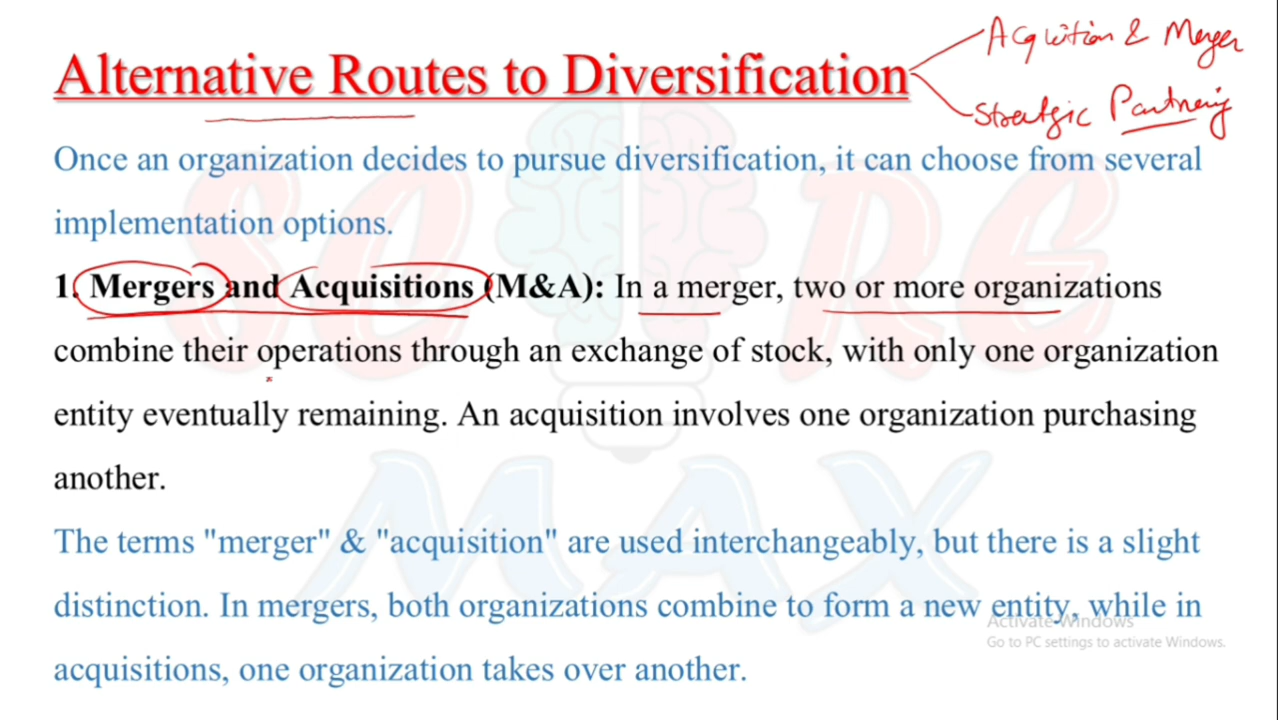 Alternative Routes to Diversification
Acquition & Merger
Strategic Partnering
Once an organization decides to pursue diversification, it can choose from several
implementation options.
1. Mergers and Acquisitions (M&A): In a merger, two or more organizations
combine their operations through an exchange of stock, with only one organization
entity eventually remaining. An acquisition involves one organization purchasing
another.
The terms "merger" & "acquisition" are used interchangeably, but there is a slight
distinction. In mergers, both organizations combine to form a new entity, while in
acquisitions, one organization takes over another.
Activate Windows
Go to PC settings to activate Windows.
SCORE
MAX